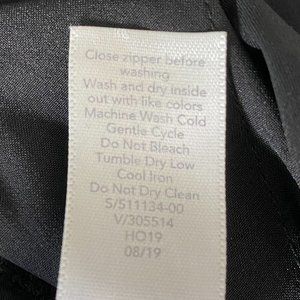 Close zipper before
washing
Wash and dry inside
out with like colors
Machine Wash Cold
Gentle Cycle
Do Not Bleach
Tumble Dry Low
Cool Iron
Do Not Dry Clean
S/511134-00
V/305514
HO19
08/19